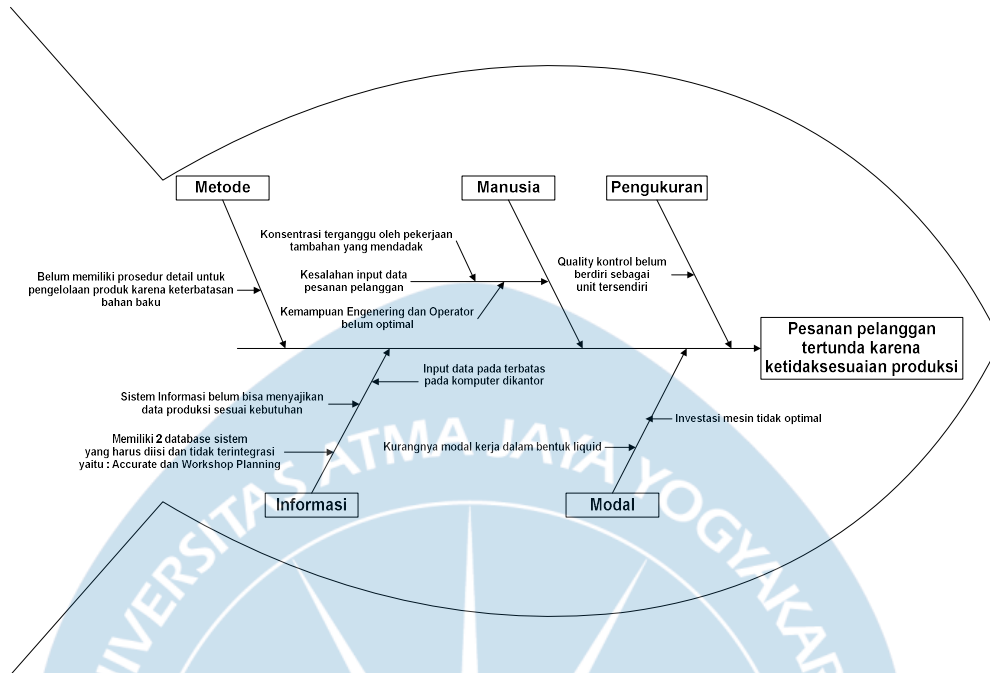 Metode
Manusia
Pengukuran
Konsentrasi terganggu oleh pekerjaan
tambahan yang mendadak
Belum memiliki prosedur detail untuk
pengelolaan produk karena keterbatasan
bahan baku
Kesalahan input data
pesanan pelanggan
Quality kontrol belum
berdiri sebagai
unit tersendiri
Kemampuan Engenering dan Operator
belum optimal
Pesanan pelanggan
tertunda karena
ketidaksesuaian produksi
Input data pada terbatas
pada komputer dikantor
Sistem Informasi belum bisa menyajikan
data produksi sesuai kebutuhan
Investasi mesin tidak optimal
Memiliki 2 database sistem
yang harus diisi dan tidak terintegrasi
yaitu : Accurate dan Workshop Planning
Kurangnya modal kerja dalam bentuk liquid
Informasi
Modal
UNIVERSITAS ATMA JAYA YOGYAKAR